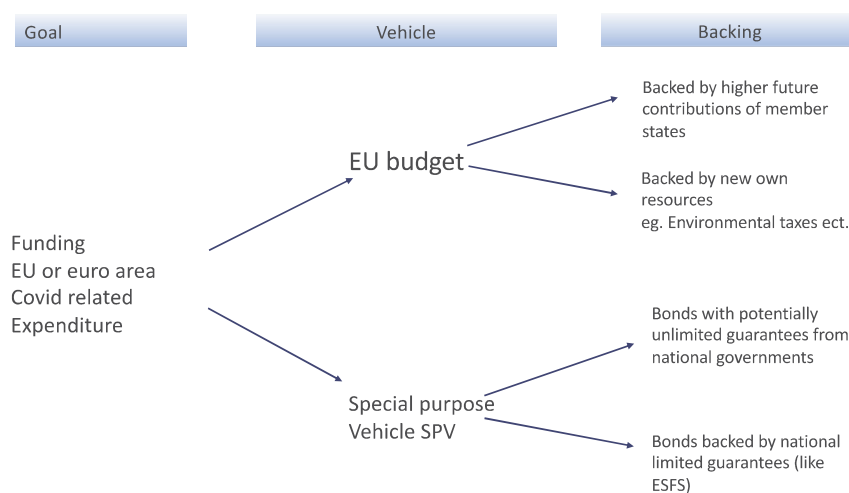 Goal
Vehicle
Backing
Funding
EU or euro area
Covid related
Expenditure
EU budget
Special purpose
Vehicle SPV
Backed by higher future
contributions of member
states
Backed by new own
resources
eg. Environmental taxes ect.
Bonds with potentially
unlimited guarantees from
national governments
Bonds backed by national
limited guarantees (like
ESFS)